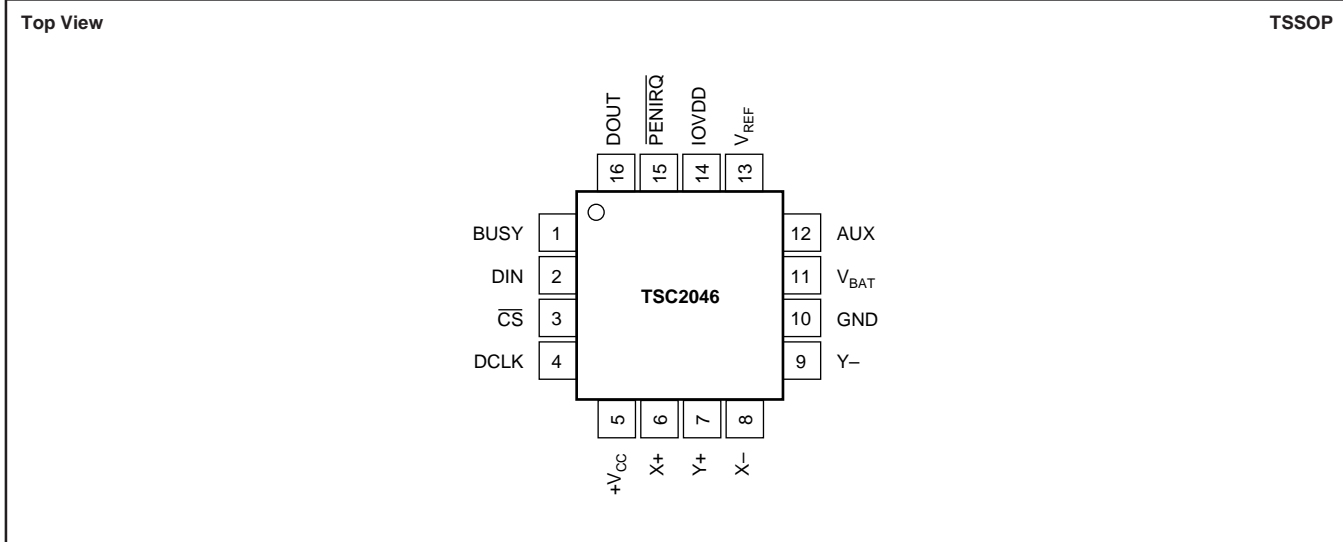 Top View
TSSOP
DOUT
PENIRQ
IOVDD
VREF
16
15
14
13
BUSY 1
DIN 2
CS 3
DCLK 4
TSC2046
12 AUX
11 VBAT
10 GND
9 Y–
5
6
7
8
+VCC
X+
Y+
X–